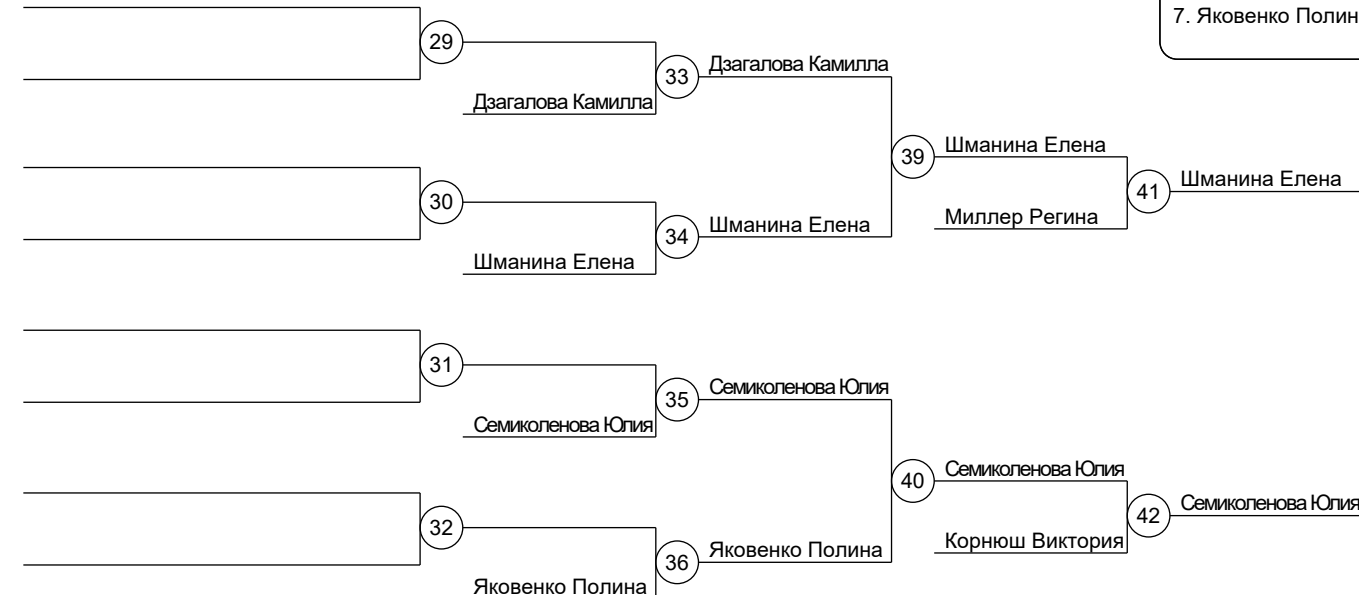 7. Яковенко Полин
29
33
Дзагалова Камилла
Дзагалова Камилла
39
Шманина Елена
41
Шманина Елена
30
34
Шманина Елена
Миллер Регина
Шманина Елена
31
35
Семиколенова Юлия
Семиколенова Юлия
40
Семиколенова Юлия
42
Семиколенова Юлия
32
36
Яковенко Полина
Корнюш Виктория
Яковенко Полина